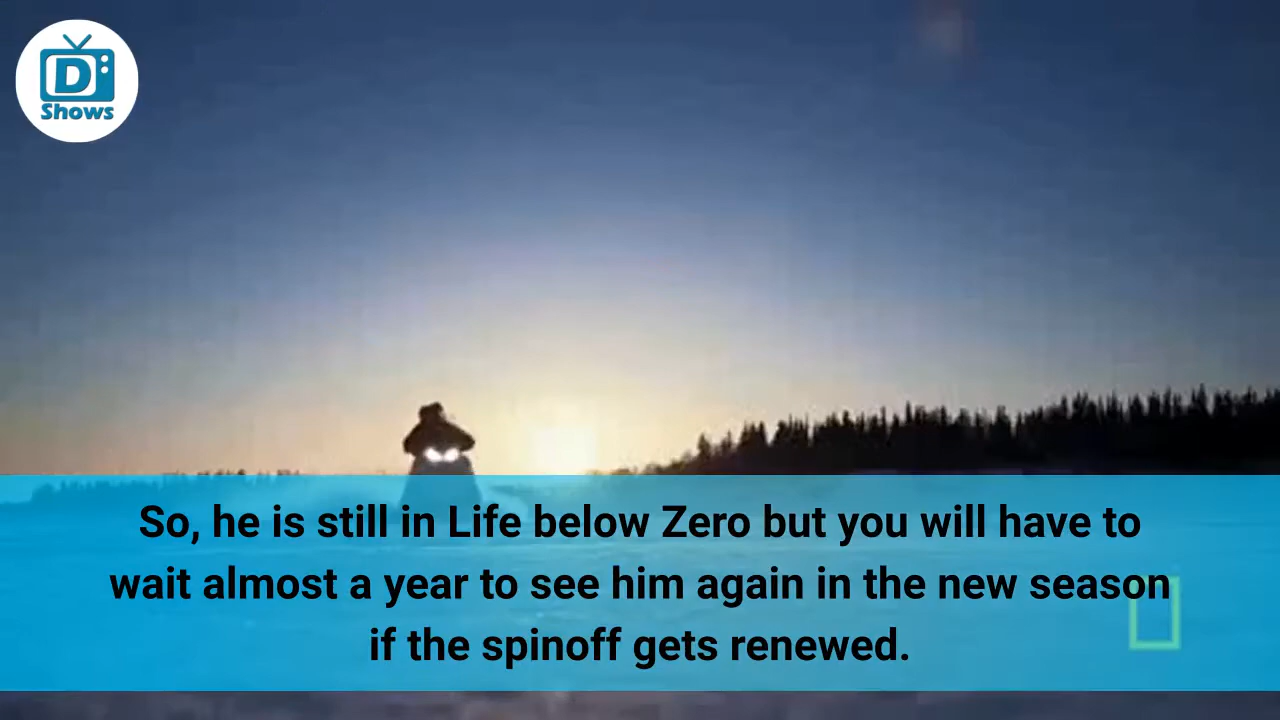 D
Shows
So, he is still in Life below Zero but you will have to
wait almost a year to see him again in the new season
if the spinoff gets renewed.